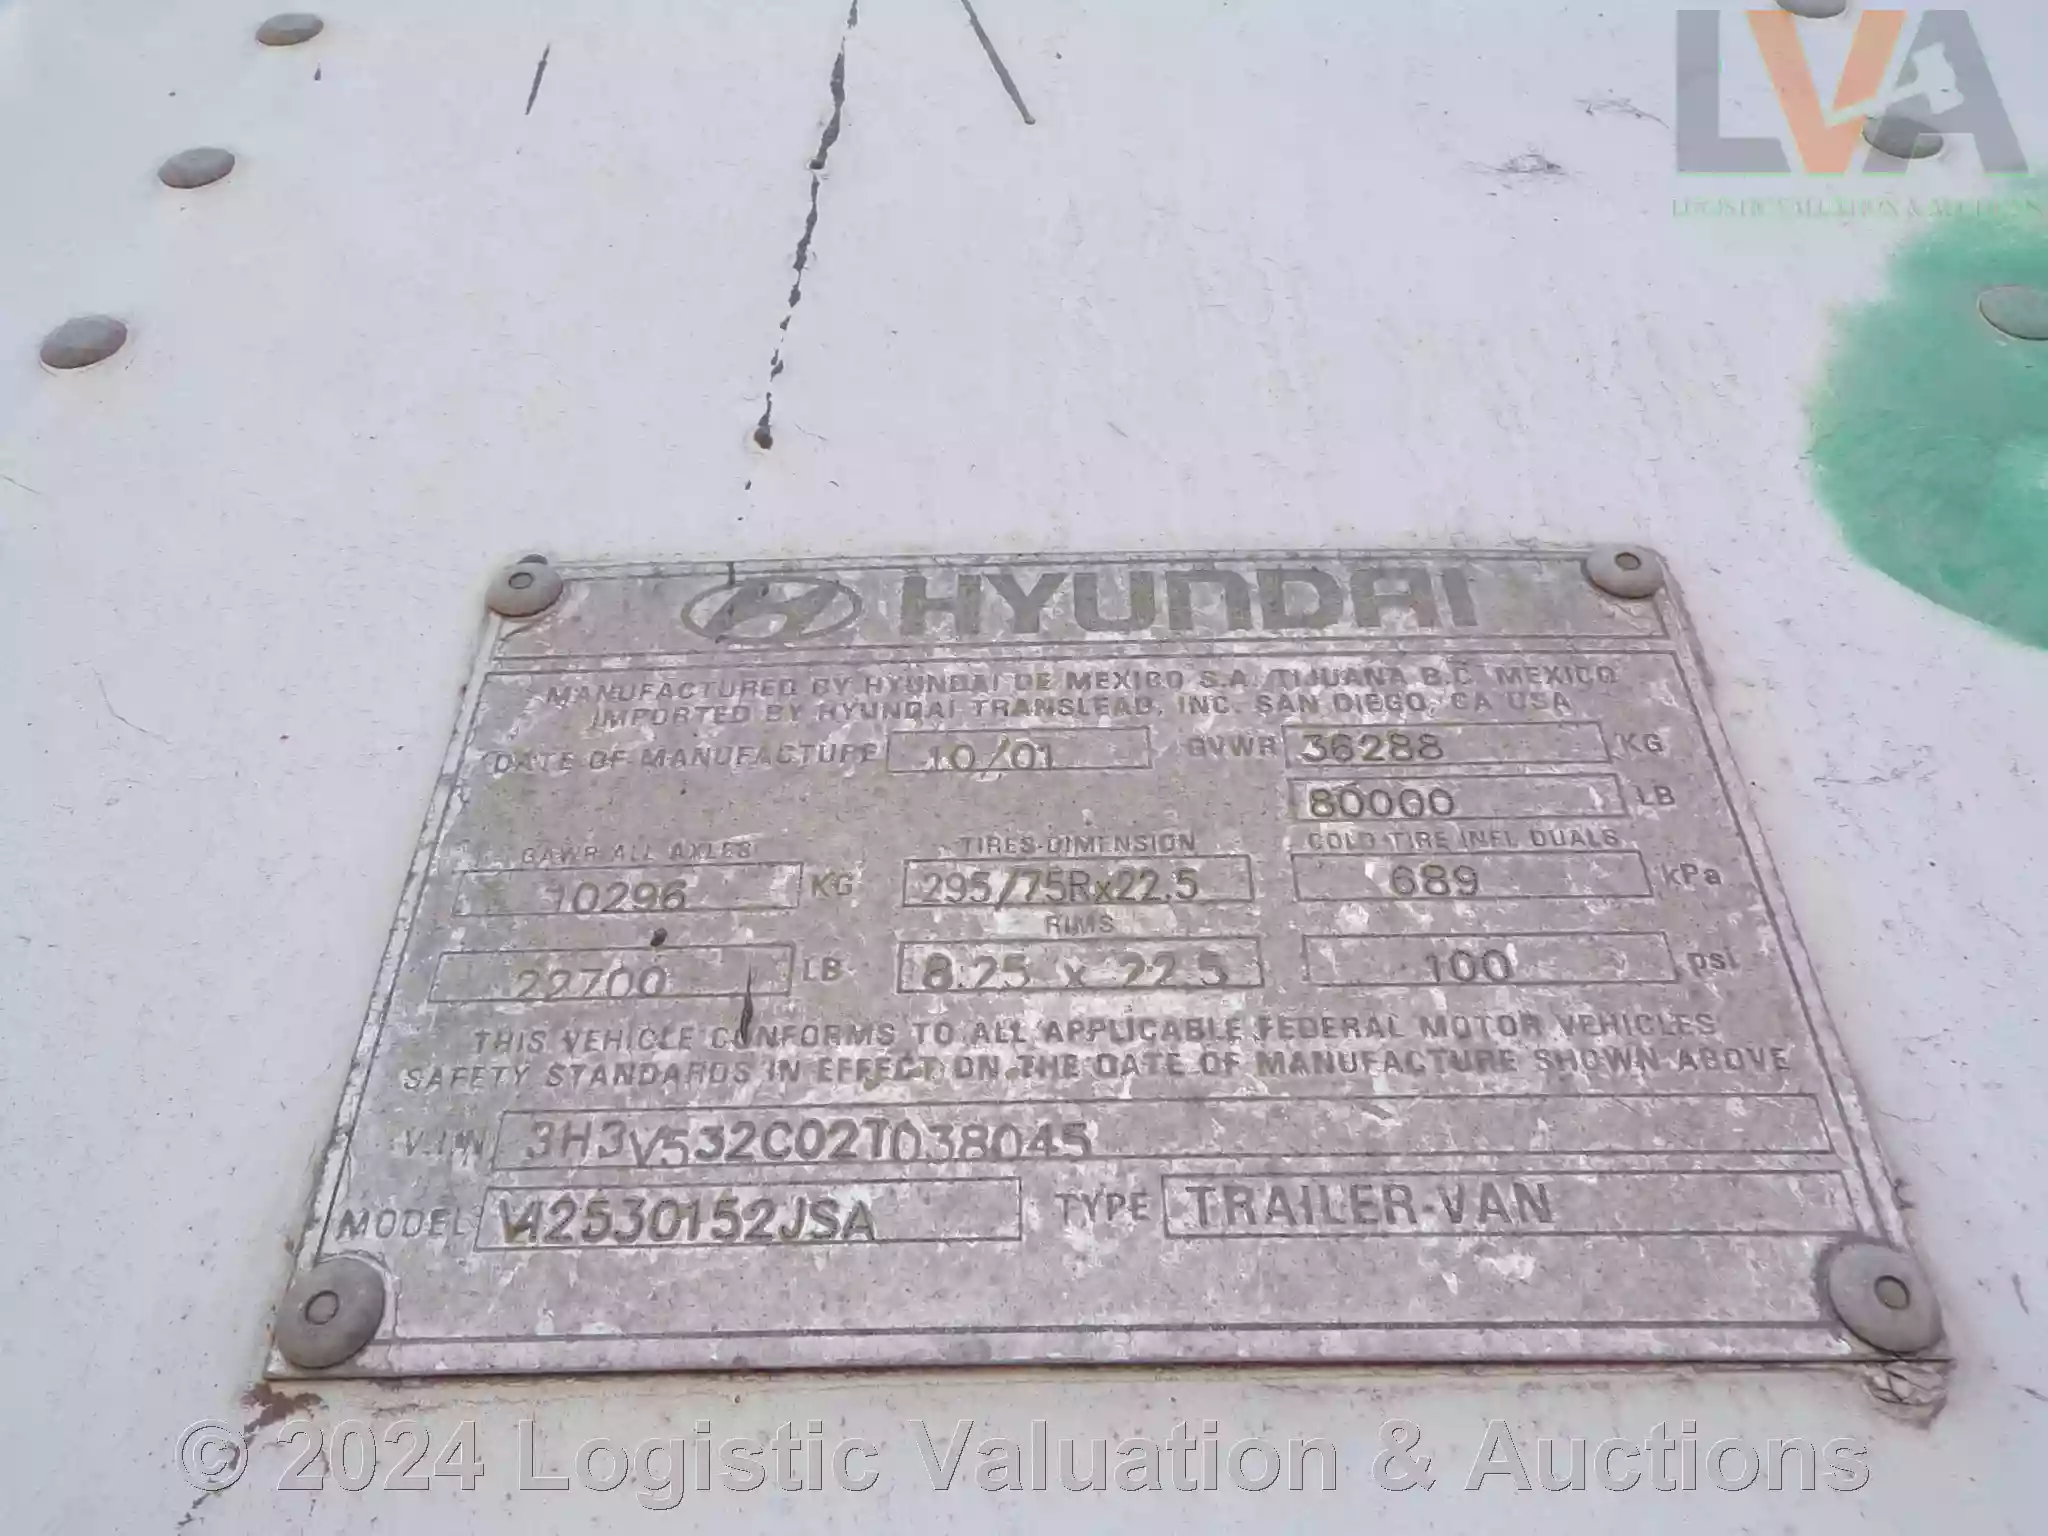 LVA
LOGISTIC VALUATION & AUCTIONS
HYUNDAI
MANUFACTURED BY HYUNDAI DE MEXICO S.A. TIJUANA B.C. MEXICO
IMPORTED BY HYUNDAI TRANSLEAD, INC. SAN DIEGO, CA USA
DATE OF MANUFACTURE 10/01 GVWR 36288 KG
80000 LB
GAWR ALL AXLES TIRES-DIMENSION COLD TIRE INFL DUALS
10296 KG 295/75Rx22.5 689 kPa
RIMS
22700 LB 8.25 x 22.5 100 psi
THIS VEHICLE CONFORMS TO ALL APPLICABLE FEDERAL MOTOR VEHICLES
SAFETY STANDARDS IN EFFECT ON THE DATE OF MANUFACTURE SHOWN ABOVE
V.I.N 3H3V532C02T038045
MODEL TYPE TRAILER-VAN
© 2024 Logistic Valuation & Auctions